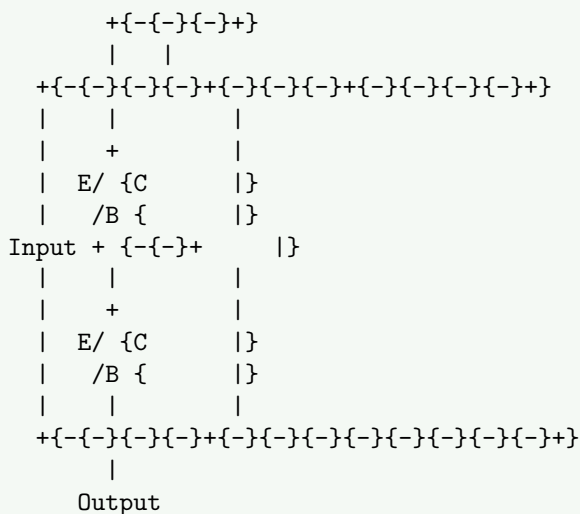 +{-{-}{-}+}
|   |
+{-{-}{-}{-}+{-}{-}{-}+{-}{-}{-}{-}+}
|    |        |
|    +        |
|  E/ {C      |}
|   /B {      |}
Input + {-{-}+     |}
|    |        |
|    +        |
|  E/ {C      |}
|   /B {      |}
|    |        |
+{-{-}{-}{-}+{-}{-}{-}{-}{-}{-}{-}{-}+}
|
Output